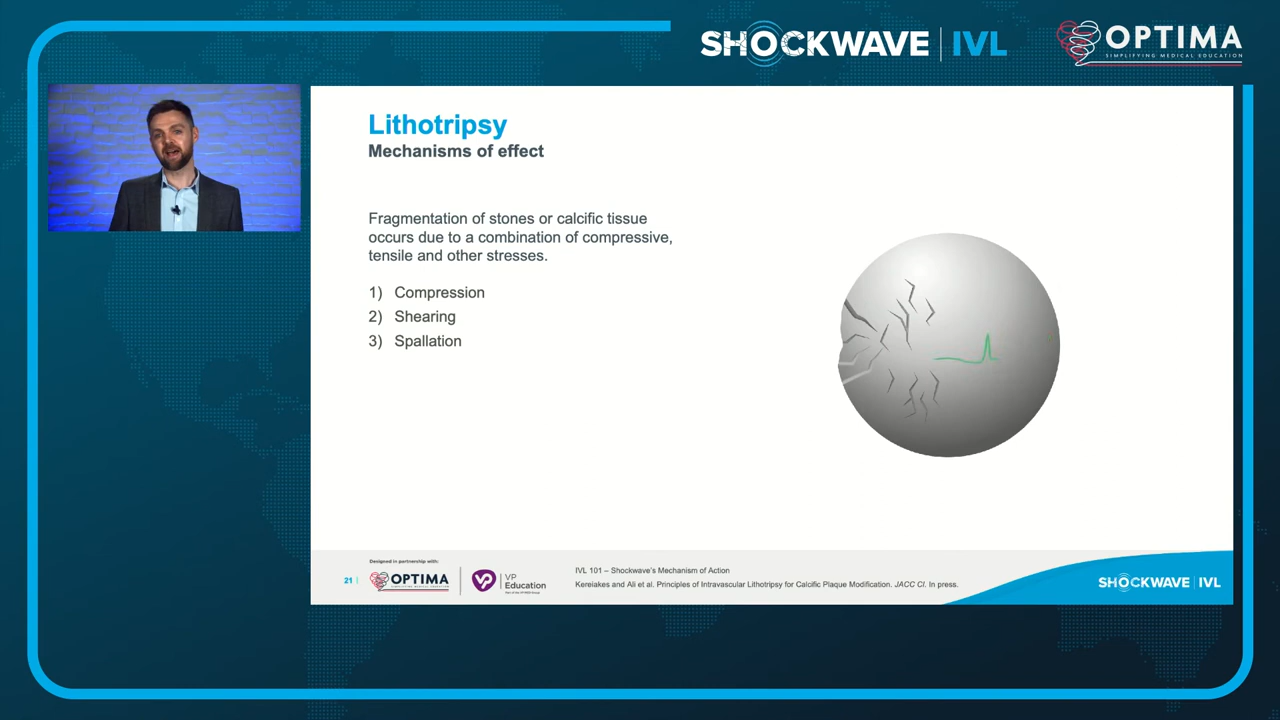 SHOCKWAVE | IVL
OPTIMA
SIMPLIFYING MEDICAL EDUCATION
Lithotripsy
Mechanisms of effect
Fragmentation of stones or calcific tissue
occurs due to a combination of compressive,
tensile and other stresses.
1) Compression
2) Shearing
3) Spallation
21 |
Designed in partnership with:
OPTIMA
VP
VP
Education
IVL 101 – Shockwave's Mechanism of Action
Kereiakes and Ali et al. Principles of Intravascular Lithotripsy for Calcific Plaque Modification. JACC CI. In press.
SHOCKWAVE | IVL